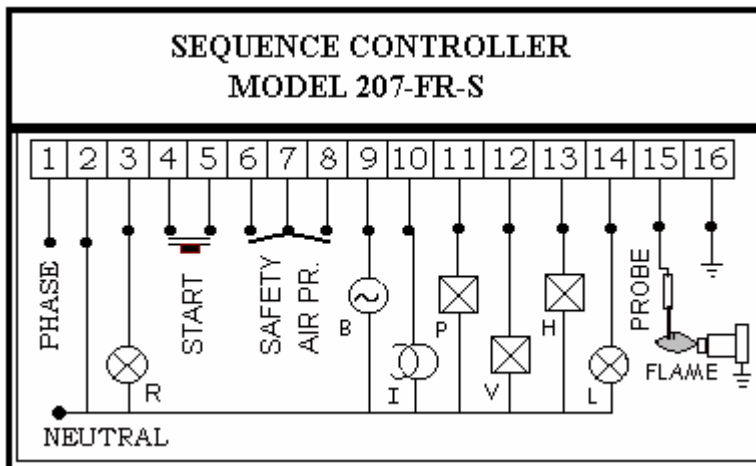 SEQUENCE CONTROLLER
MODEL 207-FR-S
1 2 3 4 5 6 7 8 9 10 11 12 13 14 15 16
PHASE
R
START
SAFETY
AIR PR.
B
I
P
V
H
L
PROBE
FLAME
NEUTRAL